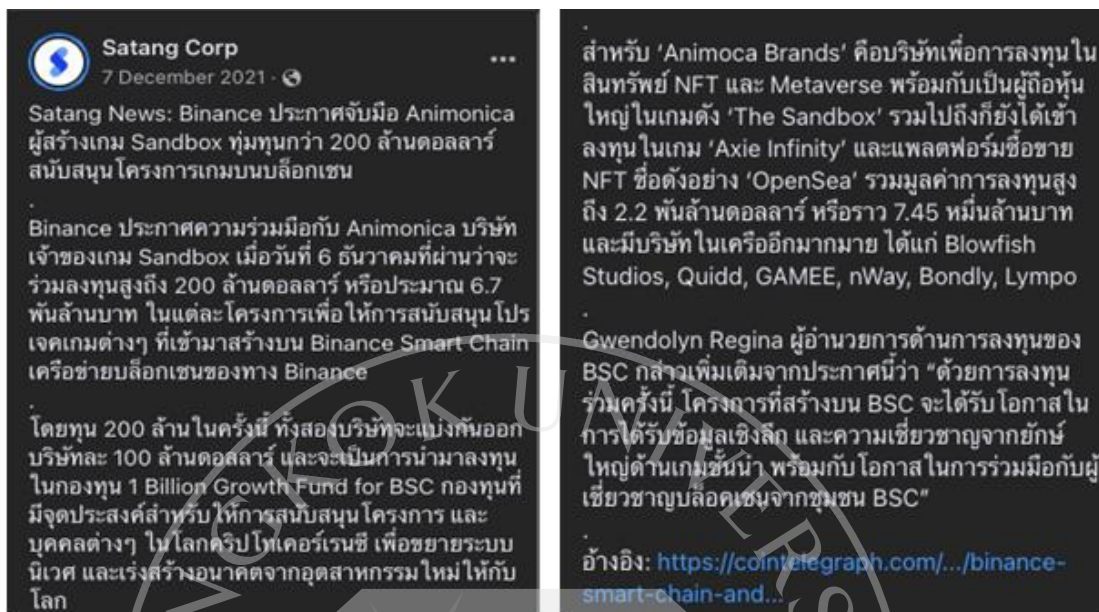 Satang Corp
7 December 2021 ·
Satang News: Binance ประกาศจับมือ Animonica
ผู้สร้างเกม Sandbox ทุ่มทุนกว่า 200 ล้านดอลลาร์
สนับสนุนโครงการเกมบนบล็อกเชน
.
Binance ประกาศความร่วมมือกับ Animonica บริษัท
เจ้าของเกม Sandbox เมื่อวันที่ 6 ธันวาคมที่ผ่านว่าจะ
ร่วมลงทุนสูงถึง 200 ล้านดอลลาร์ หรือประมาณ 6.7
พันล้านบาท ในแต่ละโครงการเพื่อให้การสนับสนุนโปร
เจคเกมต่างๆ ที่เข้ามาสร้างบน Binance Smart Chain
เครือข่ายบล็อกเชนของทาง Binance
.
โดยทุน 200 ล้านในครั้งนี้ ทั้งสองบริษัทจะแบ่งกันออก
บริษัทละ 100 ล้านดอลลาร์ และจะเป็นการนำมาลงทุน
ในกองทุน 1 Billion Growth Fund for BSC กองทุนที่
มีจุดประสงค์สำหรับให้การสนับสนุนโครงการ และ
บุคคลต่างๆ ในโลกคริปโทเคอร์เรนซี เพื่อขยายระบบ
นิเวศ และเร่งสร้างอนาคตจากอุตสาหกรรมใหม่ให้กับ
โลก
.
สำหรับ ‘Animoca Brands’ คือบริษัทเพื่อการลงทุนใน
สินทรัพย์ NFT และ Metaverse พร้อมกับเป็นผู้ถือหุ้น
ใหญ่ในเกมดัง ‘The Sandbox’ รวมไปถึงก็ยังได้เข้า
ลงทุนในเกม ‘Axie Infinity’ และแพลตฟอร์มซื้อขาย
NFT ชื่อดังอย่าง ‘OpenSea’ รวมมูลค่าการลงทุนสูง
ถึง 2.2 พันล้านดอลลาร์ หรือราว 7.45 หมื่นล้านบาท
และมีบริษัทในเครืออีกมากมาย ได้แก่ Blowfish
Studios, Quidd, GAMEE, nWay, Bondly, Lympo
.
Gwendolyn Regina ผู้อำนวยการด้านการลงทุนของ
BSC กล่าวเพิ่มเติมจากประกาศนี้ว่า “ด้วยการลงทุน
ร่วมครั้งนี้ โครงการที่สร้างบน BSC จะได้รับโอกาสใน
การได้รับข้อมูลเชิงลึก และความเชี่ยวชาญจากยักษ์
ใหญ่ด้านเกมชั้นนำ พร้อมกับโอกาสในการร่วมมือกับผู้
เชี่ยวชาญบล็อคเชนจากชุมชน BSC”
.
อ้างอิง: https://cointelegraph.com/.../binance-
smart-chain-and...